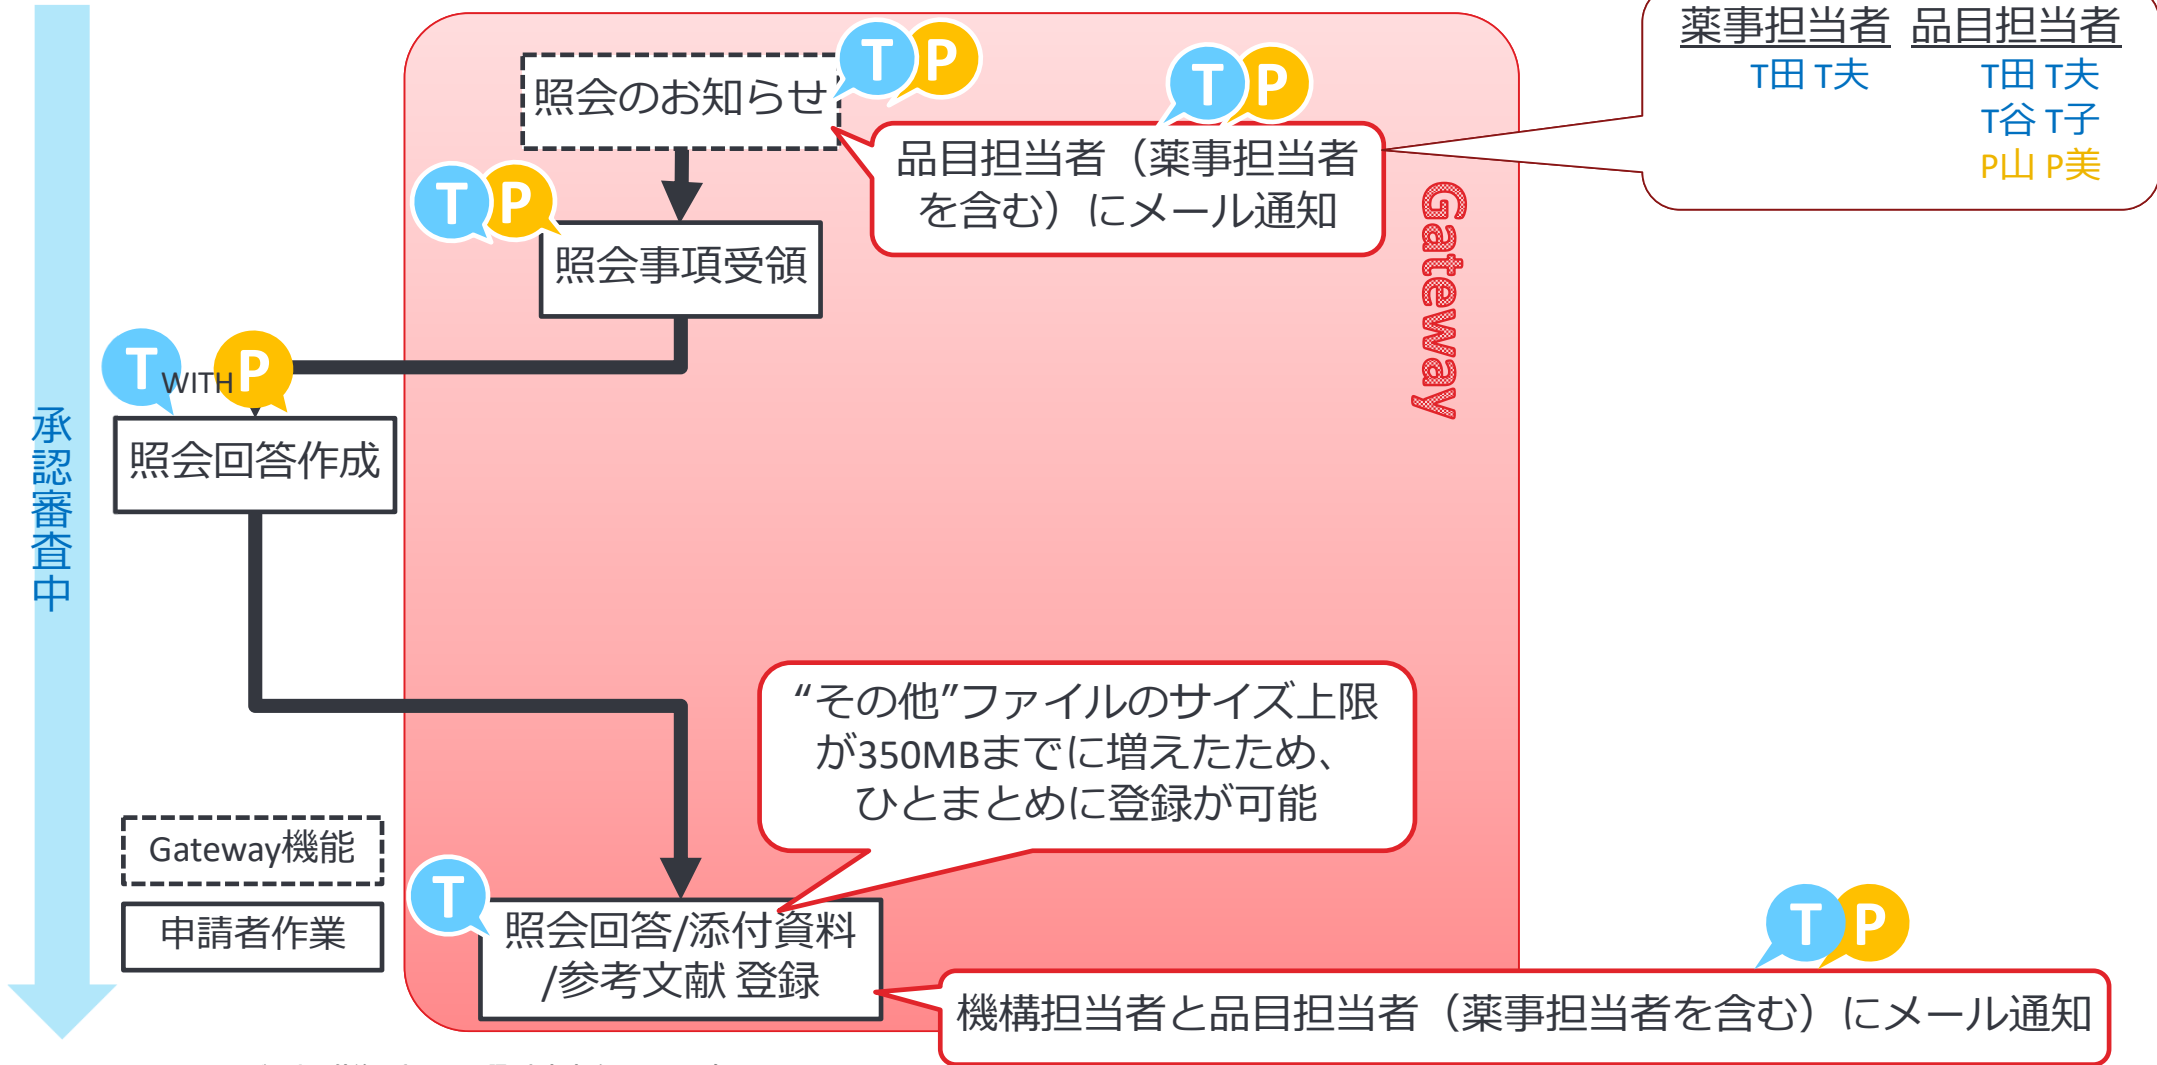 薬事担当者 品目担当者
T田 T夫 T田 T夫
T谷 T子
P山 P美
T P
照会のお知らせ
T P
品目担当者（薬事担当者
を含む）にメール通知
T P
照会事項受領
Gateway
T WITH P
照会回答作成
承認審査中
“その他”ファイルのサイズ上限
が350MBまでに増えたため、
ひとまとめに登録が可能
Gateway機能
申請者作業
T
照会回答/添付資料
/参考文献 登録
T P
機構担当者と品目担当者（薬事担当者を含む）にメール通知